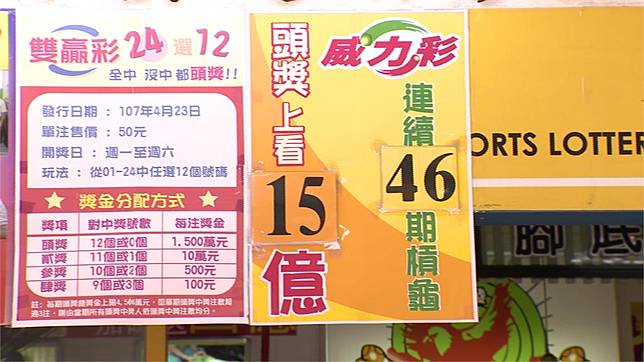 雙贏彩 24選12
全中 沒中 都頭獎!!
發行日期：107年4月23日
單注售價：50元
開獎日：週一至週六
玩法：從01~24中任選12個號碼
獎金分配方式
獎項 對中獎號數 每注獎金
頭獎 12個或0個 1,500萬元
貳獎 11個或1個 10萬元
參獎 10個或2個 500元
肆獎 9個或3個 100元
頭獎上看
15
億
威力彩
連續
46
期槓龜
ORTS LOTTER
腳底